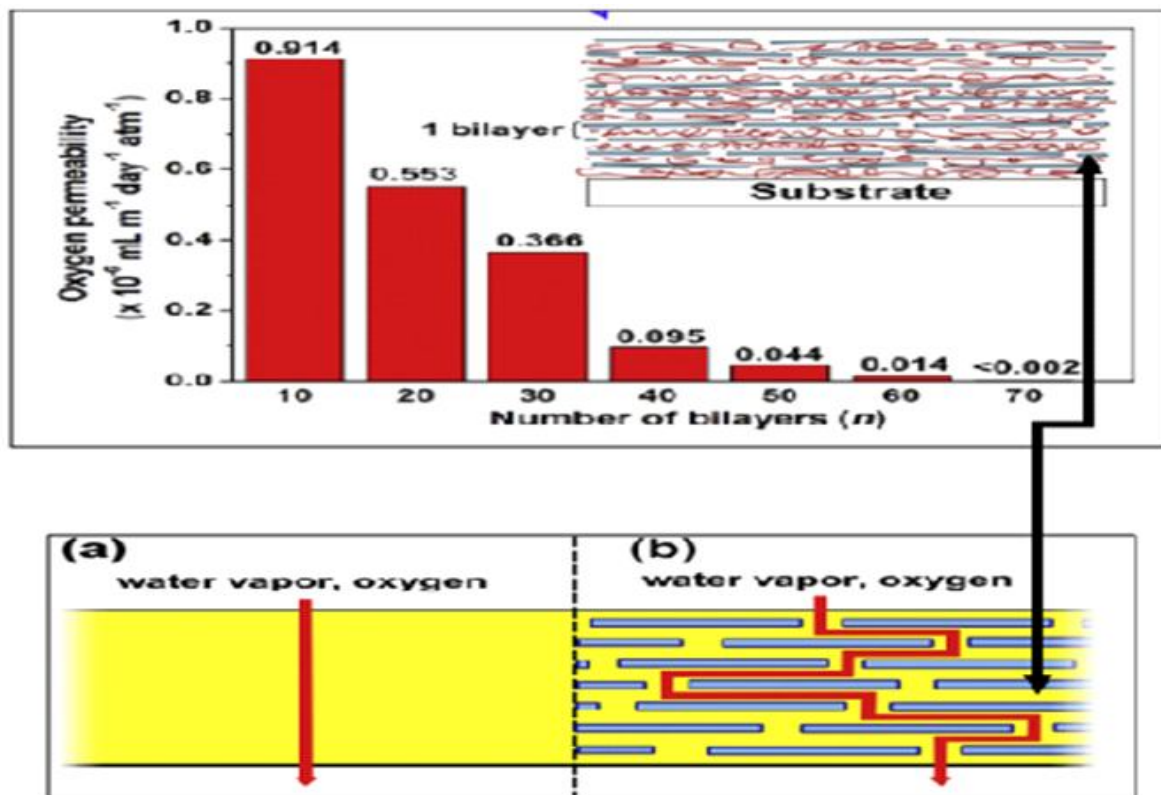 1.0
0.8
0.6
0.4
0.2
0.0
Oxygen permeability
(x 10⁻⁶ mL m⁻¹ day⁻¹ atm⁻¹)
0.914
0.553
0.366
0.095
0.044
0.014
<0.002
1 bilayer
Substrate
10 20 30 40 50 60 70
Number of bilayers (n)
(a)
water vapor, oxygen
(b)
water vapor, oxygen